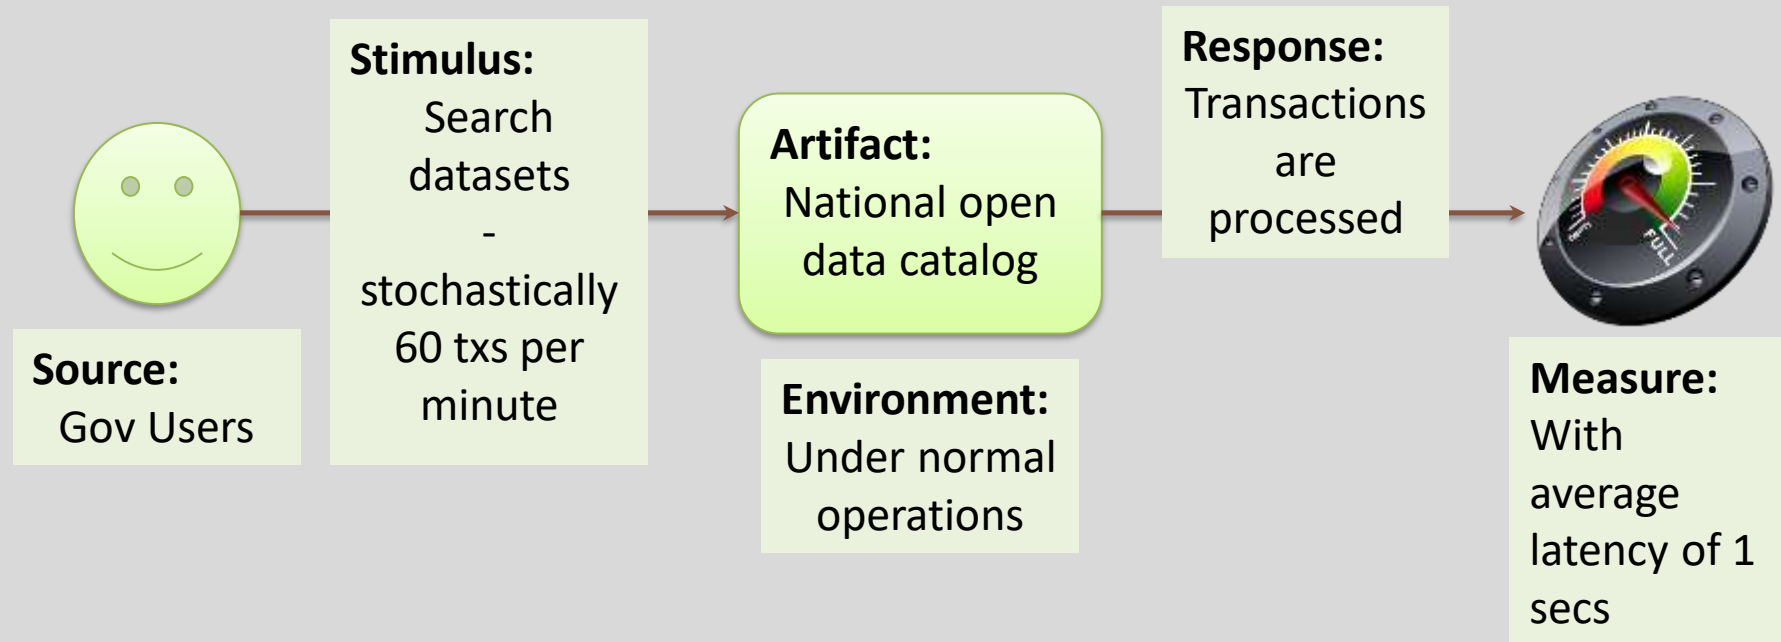 Source:
Gov Users
Stimulus:
Search
datasets
-
stochastically
60 txs per
minute
Artifact:
National open
data catalog
Environment:
Under normal
operations
Response:
Transactions
are
processed
FULL
Measure:
With
average
latency of 1
secs